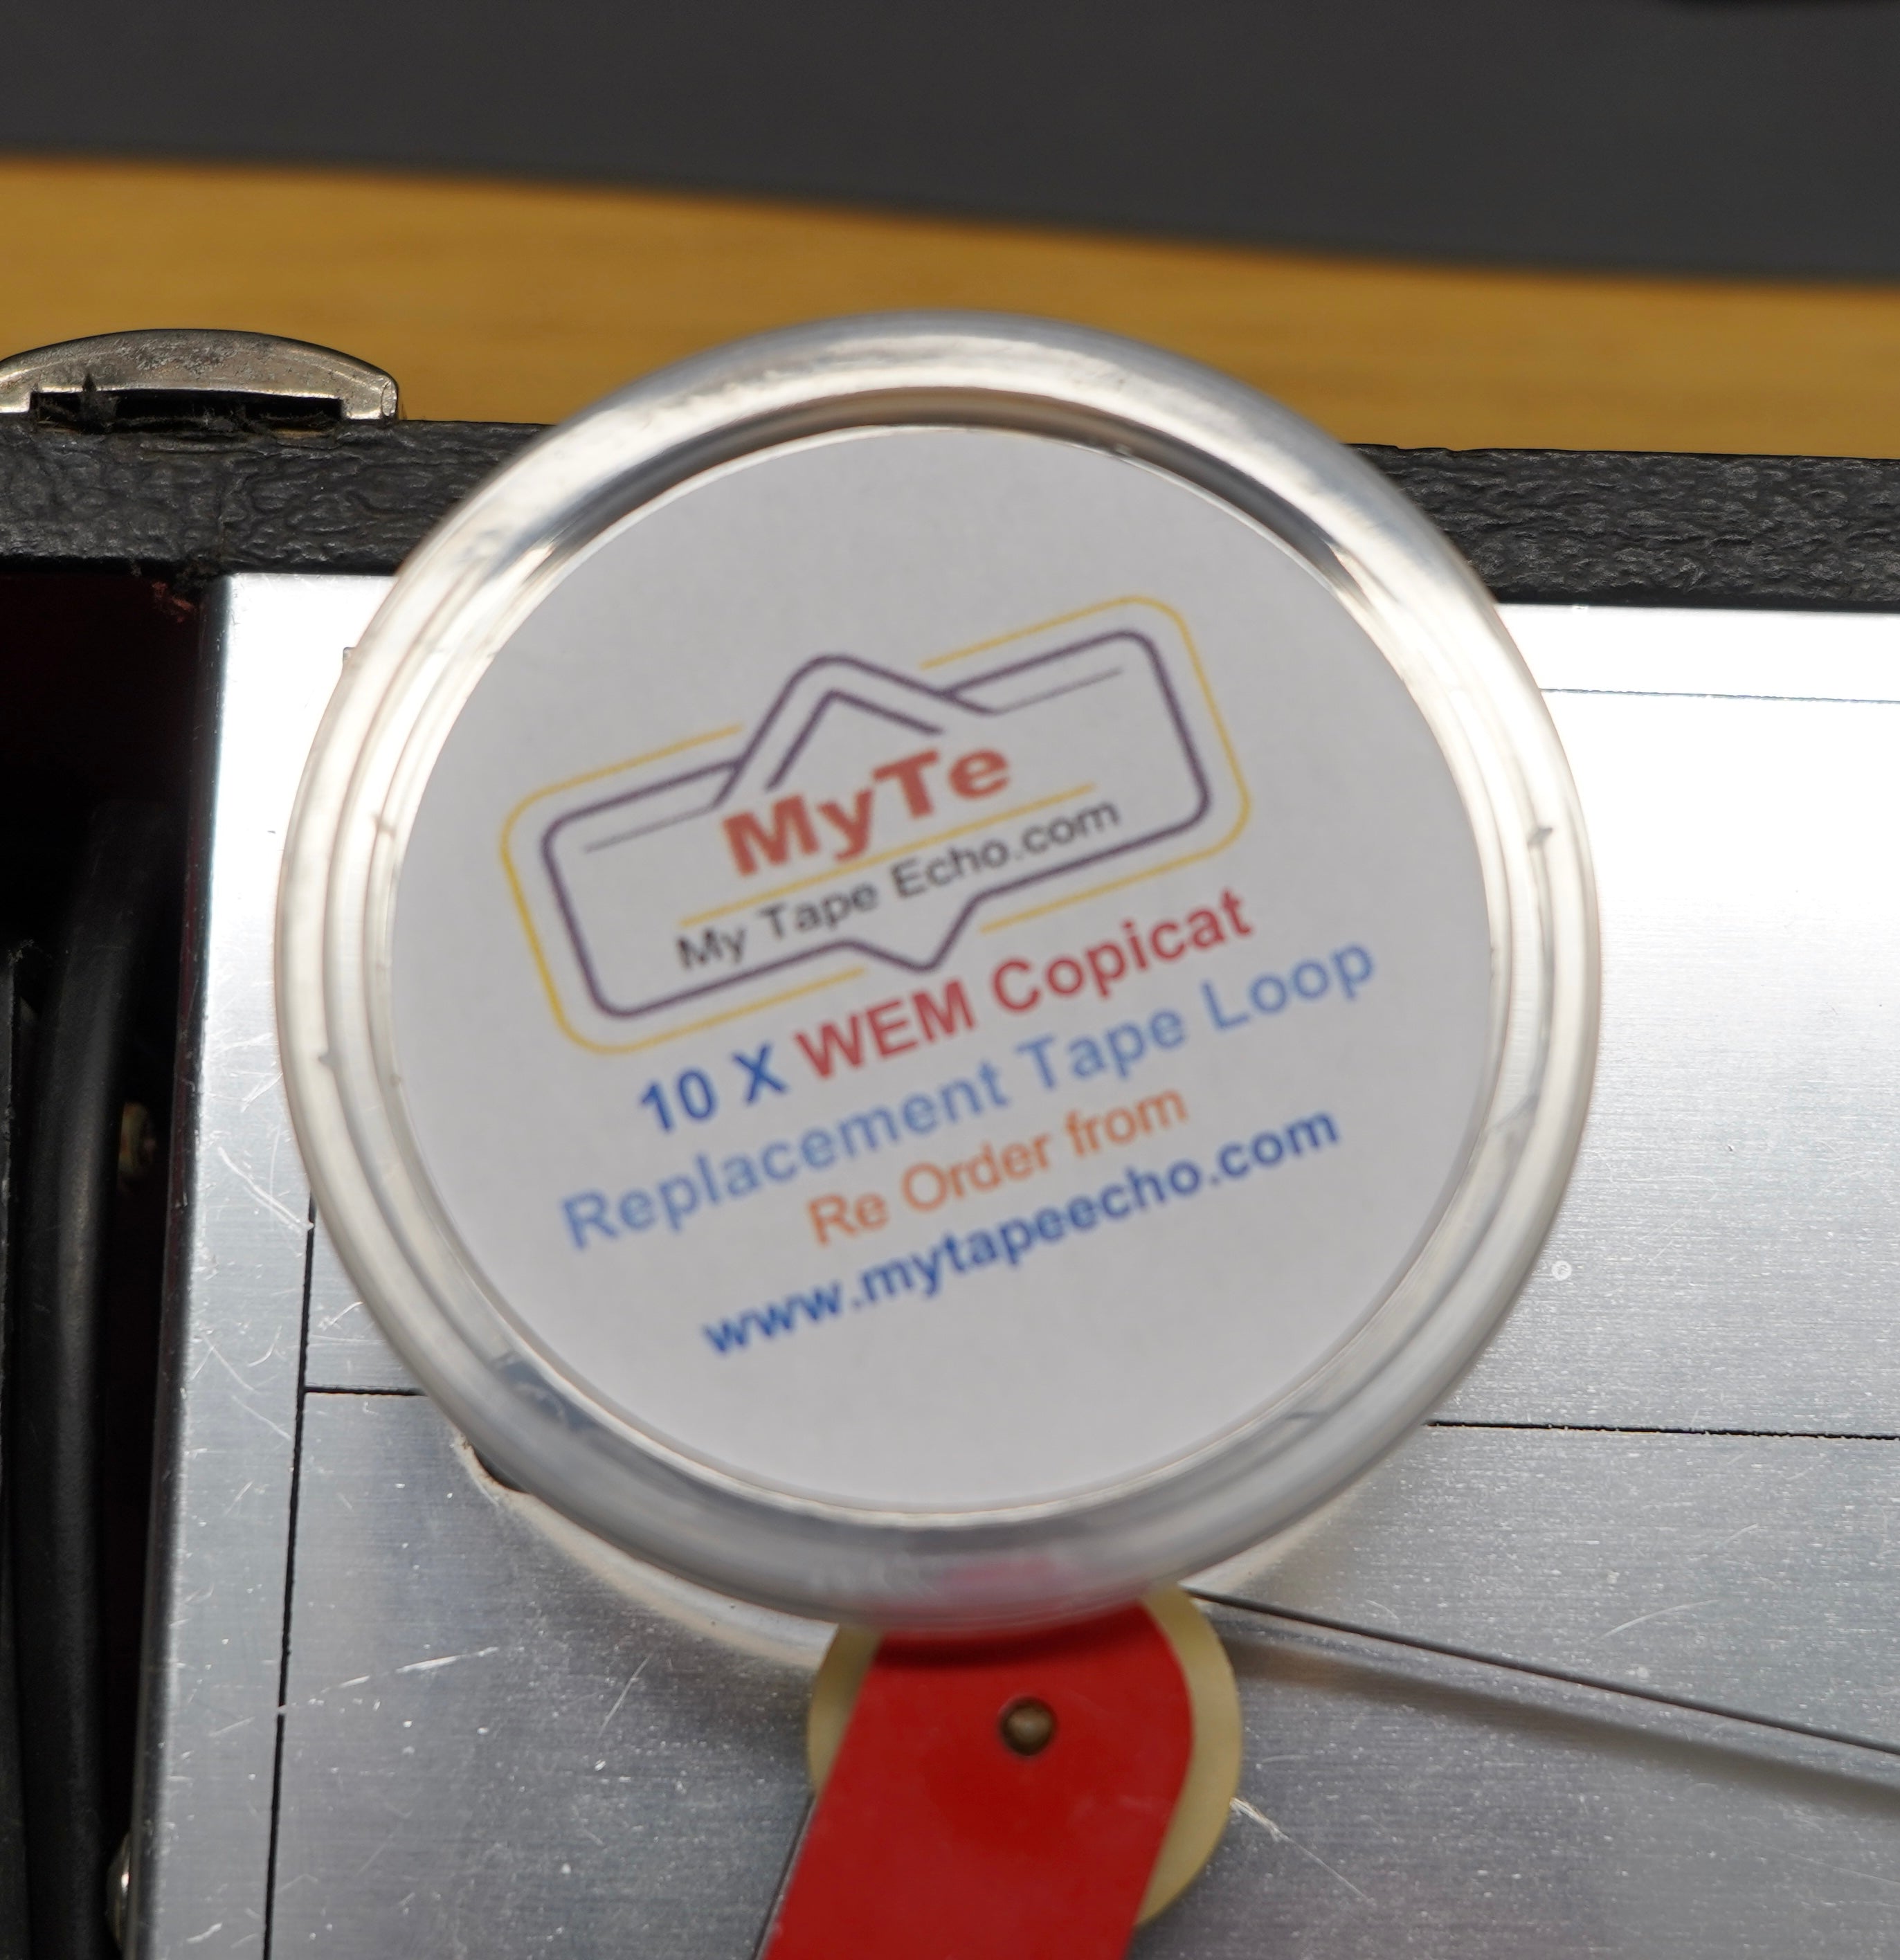 MyTe
My Tape Echo.com
10 X WEM Copicat
Replacement Tape Loop
Re Order from
www.mytapeecho.com